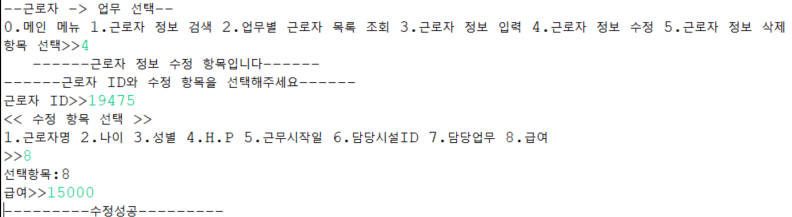 --근로자 -> 업무 선택--
0.메인 메뉴 1.근로자 정보 검색 2.업무별 근로자 목록 조회 3.근로자 정보 입력 4.근로자 정보 수정 5.근로자 정보 삭제
항목 선택>>4
------근로자 정보 수정 항목입니다------
------근로자 ID와 수정 항목을 선택해주세요------
근로자 ID>>19475
<< 수정 항목 선택 >>
1.근로자명 2.나이 3.성별 4.H.P 5.근무시작일 6.담당시설ID 7.담당업무 8.급여
>>8
선택항목:8
급여>>15000
---------수정성공---------